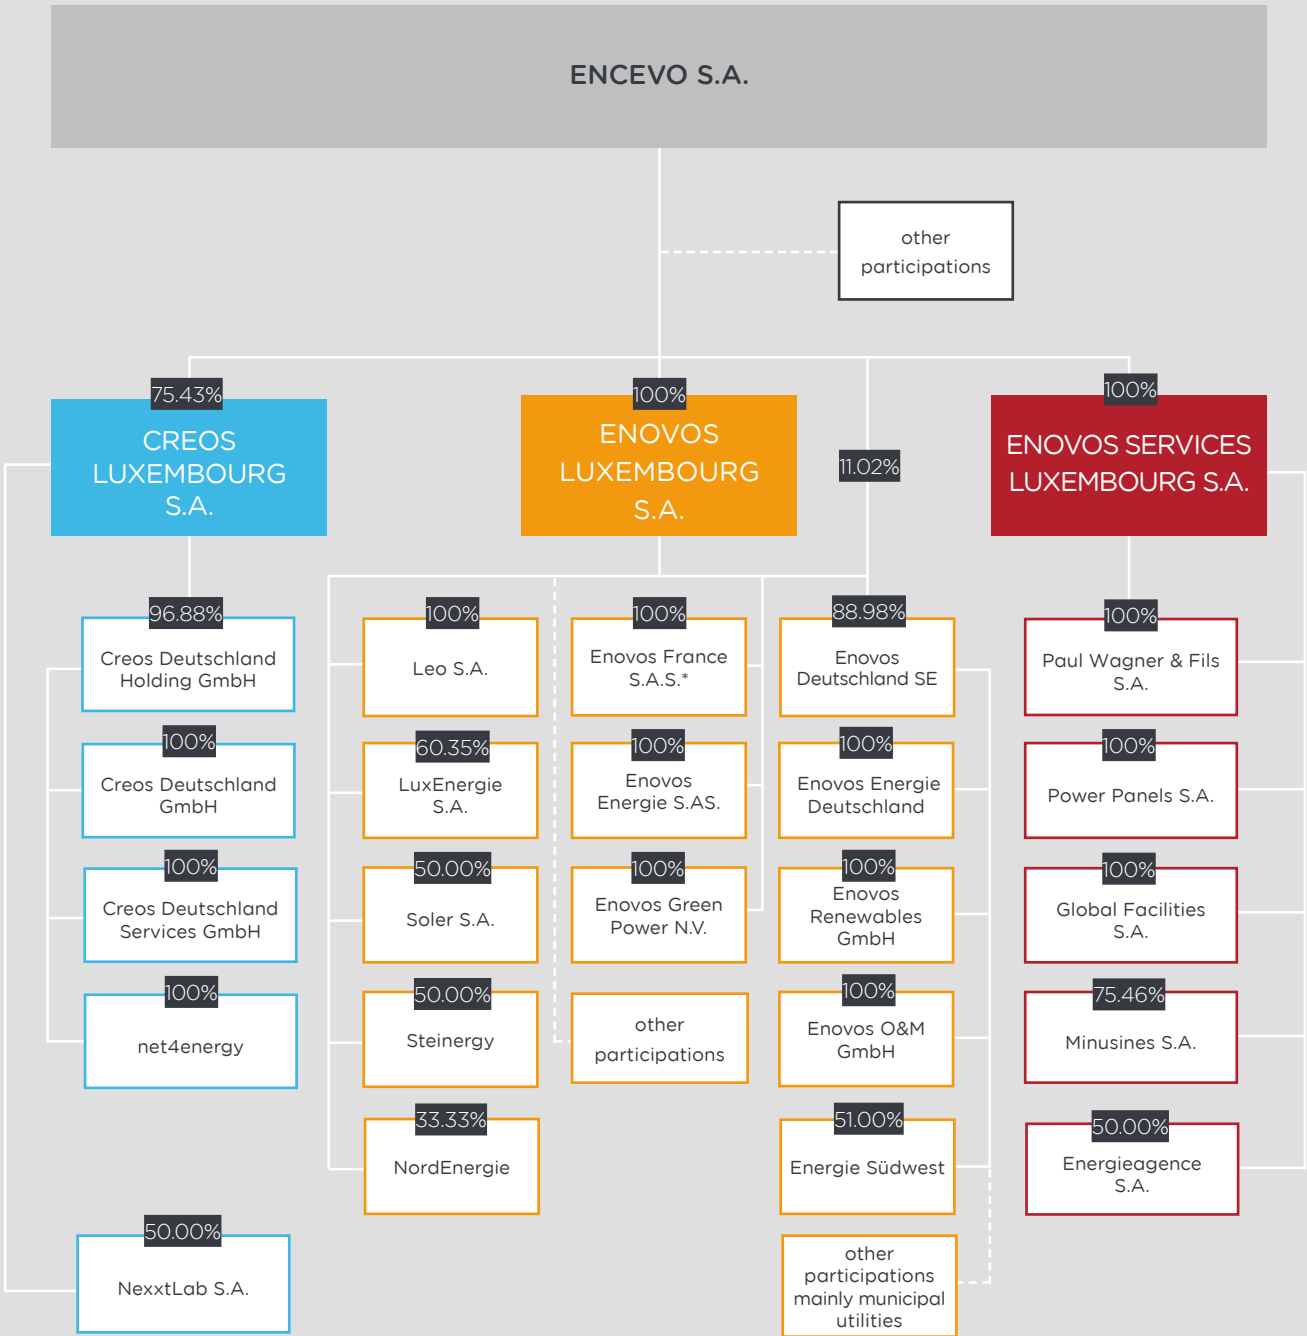 ENCEVO S.A.
other
participations
75.43%
CREOS
LUXEMBOURG
S.A.
100%
ENOVOS
LUXEMBOURG
S.A.
11.02%
100%
ENOVOS SERVICES
LUXEMBOURG S.A.
96.88%
Creos Deutschland
Holding GmbH
100%
Creos Deutschland
GmbH
100%
Creos Deutschland
Services GmbH
100%
net4energy
50.00%
NexxtLab S.A.
100%
Leo S.A.
60.35%
LuxEnergie
S.A.
50.00%
Soler S.A.
50.00%
Steinergy
33.33%
NordEnergie
100%
Enovos France
S.A.S.*
100%
Enovos
Energie S.AS.
100%
Enovos Green
Power N.V.
other
participations
88.98%
Enovos
Deutschland SE
100%
Enovos Energie
Deutschland
100%
Enovos
Renewables
GmbH
100%
Enovos O&M
GmbH
51.00%
Energie Südwest
other
participations
mainly municipal
utilities
100%
Paul Wagner & Fils
S.A.
100%
Power Panels S.A.
100%
Global Facilities
S.A.
75.46%
Minusines S.A.
50.00%
Energieagence
S.A.